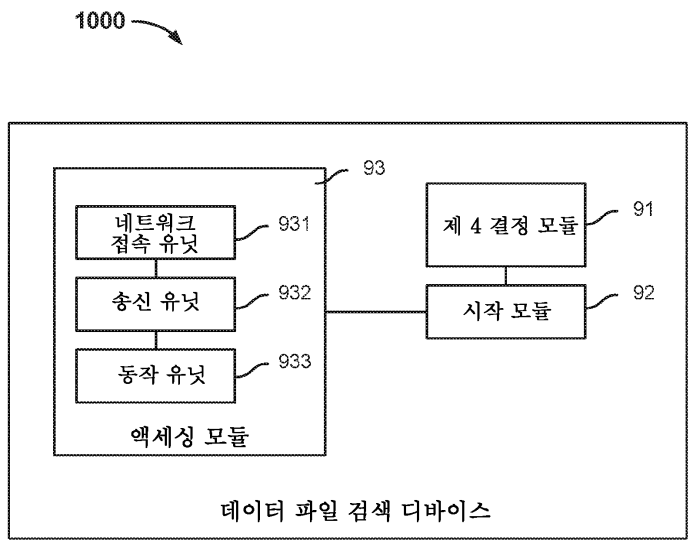 1000
93
네트워크
접속 유닛
931
제 4 결정 모듈
91
송신 유닛
932
시작 모듈
92
동작 유닛
933
액세싱 모듈
데이터 파일 검색 디바이스